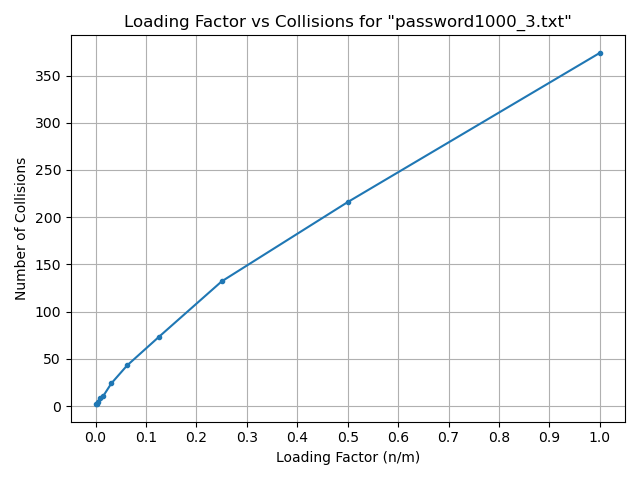 Loading Factor vs Collisions for "password1000_3.txt"
Number of Collisions
350
300
250
200
150
100
50
0
0.0 0.1 0.2 0.3 0.4 0.5 0.6 0.7 0.8 0.9 1.0
Loading Factor (n/m)